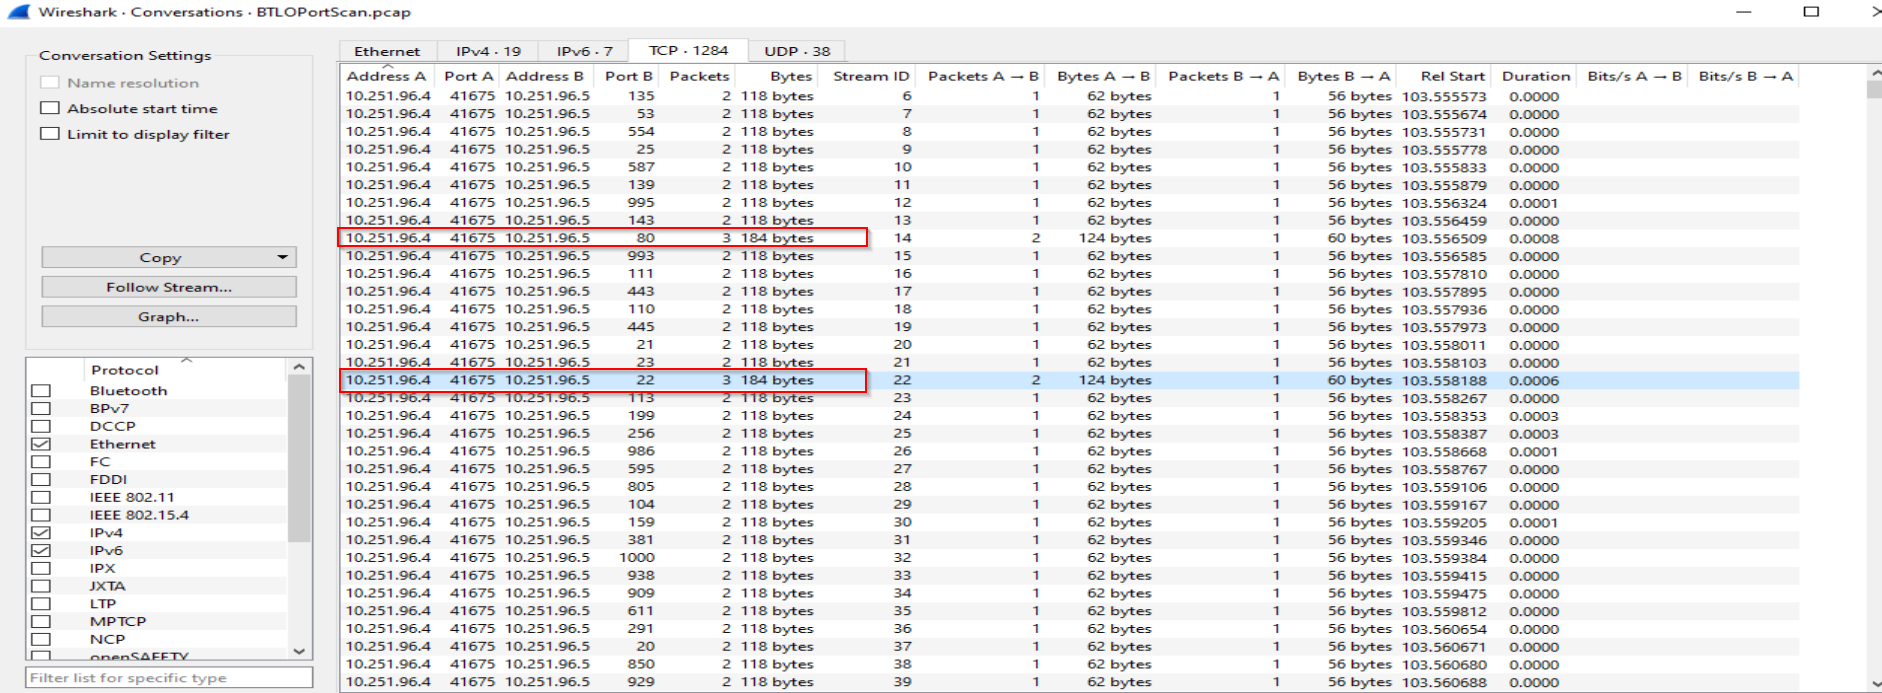 Wireshark · Conversations · BTLOPortScan.pcap
Conversation Settings
Name resolution
Absolute start time
Limit to display filter
Copy
Follow Stream...
Graph...
Protocol
Bluetooth
BPv7
DCCP
Ethernet
FC
FDDI
IEEE 802.11
IEEE 802.15.4
IPv4
IPv6
IPX
JXTA
LTP
MPTCP
NCP
openSAFETY
Filter list for specific type
Ethernet IPv4 · 19 IPv6 · 7 TCP · 1284 UDP · 38
Address A Port A Address B Port B Packets Bytes Stream ID Packets A → B Bytes A → B Packets B → A Bytes B → A Rel Start Duration Bits/s A → B Bits/s B → A
10.251.96.4 41675 10.251.96.5 135 2 118 bytes 6 1 62 bytes 1 56 bytes 103.555573 0.0000
10.251.96.4 41675 10.251.96.5 53 2 118 bytes 7 1 62 bytes 1 56 bytes 103.555674 0.0000
10.251.96.4 41675 10.251.96.5 554 2 118 bytes 8 1 62 bytes 1 56 bytes 103.555731 0.0000
10.251.96.4 41675 10.251.96.5 25 2 118 bytes 9 1 62 bytes 1 56 bytes 103.555778 0.0000
10.251.96.4 41675 10.251.96.5 587 2 118 bytes 10 1 62 bytes 1 56 bytes 103.555833 0.0000
10.251.96.4 41675 10.251.96.5 139 2 118 bytes 11 1 62 bytes 1 56 bytes 103.555879 0.0000
10.251.96.4 41675 10.251.96.5 995 2 118 bytes 12 1 62 bytes 1 56 bytes 103.556324 0.0001
10.251.96.4 41675 10.251.96.5 143 2 118 bytes 13 1 62 bytes 1 56 bytes 103.556459 0.0000
10.251.96.4 41675 10.251.96.5 80 3 184 bytes 14 2 124 bytes 1 60 bytes 103.556509 0.0008
10.251.96.4 41675 10.251.96.5 993 2 118 bytes 15 1 62 bytes 1 56 bytes 103.556585 0.0000
10.251.96.4 41675 10.251.96.5 111 2 118 bytes 16 1 62 bytes 1 56 bytes 103.557810 0.0000
10.251.96.4 41675 10.251.96.5 443 2 118 bytes 17 1 62 bytes 1 56 bytes 103.557895 0.0000
10.251.96.4 41675 10.251.96.5 110 2 118 bytes 18 1 62 bytes 1 56 bytes 103.557936 0.0000
10.251.96.4 41675 10.251.96.5 445 2 118 bytes 19 1 62 bytes 1 56 bytes 103.557973 0.0000
10.251.96.4 41675 10.251.96.5 21 2 118 bytes 20 1 62 bytes 1 56 bytes 103.558011 0.0000
10.251.96.4 41675 10.251.96.5 23 2 118 bytes 21 1 62 bytes 1 56 bytes 103.558103 0.0000
10.251.96.4 41675 10.251.96.5 22 3 184 bytes 22 2 124 bytes 1 60 bytes 103.558188 0.0006
10.251.96.4 41675 10.251.96.5 113 2 118 bytes 23 1 62 bytes 1 56 bytes 103.558267 0.0000
10.251.96.4 41675 10.251.96.5 199 2 118 bytes 24 1 62 bytes 1 56 bytes 103.558353 0.0003
10.251.96.4 41675 10.251.96.5 256 2 118 bytes 25 1 62 bytes 1 56 bytes 103.558387 0.0003
10.251.96.4 41675 10.251.96.5 986 2 118 bytes 26 1 62 bytes 1 56 bytes 103.558668 0.0001
10.251.96.4 41675 10.251.96.5 595 2 118 bytes 27 1 62 bytes 1 56 bytes 103.558767 0.0000
10.251.96.4 41675 10.251.96.5 805 2 118 bytes 28 1 62 bytes 1 56 bytes 103.559106 0.0000
10.251.96.4 41675 10.251.96.5 104 2 118 bytes 29 1 62 bytes 1 56 bytes 103.559167 0.0000
10.251.96.4 41675 10.251.96.5 159 2 118 bytes 30 1 62 bytes 1 56 bytes 103.559205 0.0001
10.251.96.4 41675 10.251.96.5 381 2 118 bytes 31 1 62 bytes 1 56 bytes 103.559346 0.0000
10.251.96.4 41675 10.251.96.5 1000 2 118 bytes 32 1 62 bytes 1 56 bytes 103.559384 0.0000
10.251.96.4 41675 10.251.96.5 938 2 118 bytes 33 1 62 bytes 1 56 bytes 103.559415 0.0000
10.251.96.4 41675 10.251.96.5 909 2 118 bytes 34 1 62 bytes 1 56 bytes 103.559475 0.0000
10.251.96.4 41675 10.251.96.5 611 2 118 bytes 35 1 62 bytes 1 56 bytes 103.559812 0.0000
10.251.96.4 41675 10.251.96.5 291 2 118 bytes 36 1 62 bytes 1 56 bytes 103.560654 0.0000
10.251.96.4 41675 10.251.96.5 20 2 118 bytes 37 1 62 bytes 1 56 bytes 103.560671 0.0000
10.251.96.4 41675 10.251.96.5 850 2 118 bytes 38 1 62 bytes 1 56 bytes 103.560680 0.0000
10.251.96.4 41675 10.251.96.5 929 2 118 bytes 39 1 62 bytes 1 56 bytes 103.560688 0.0000